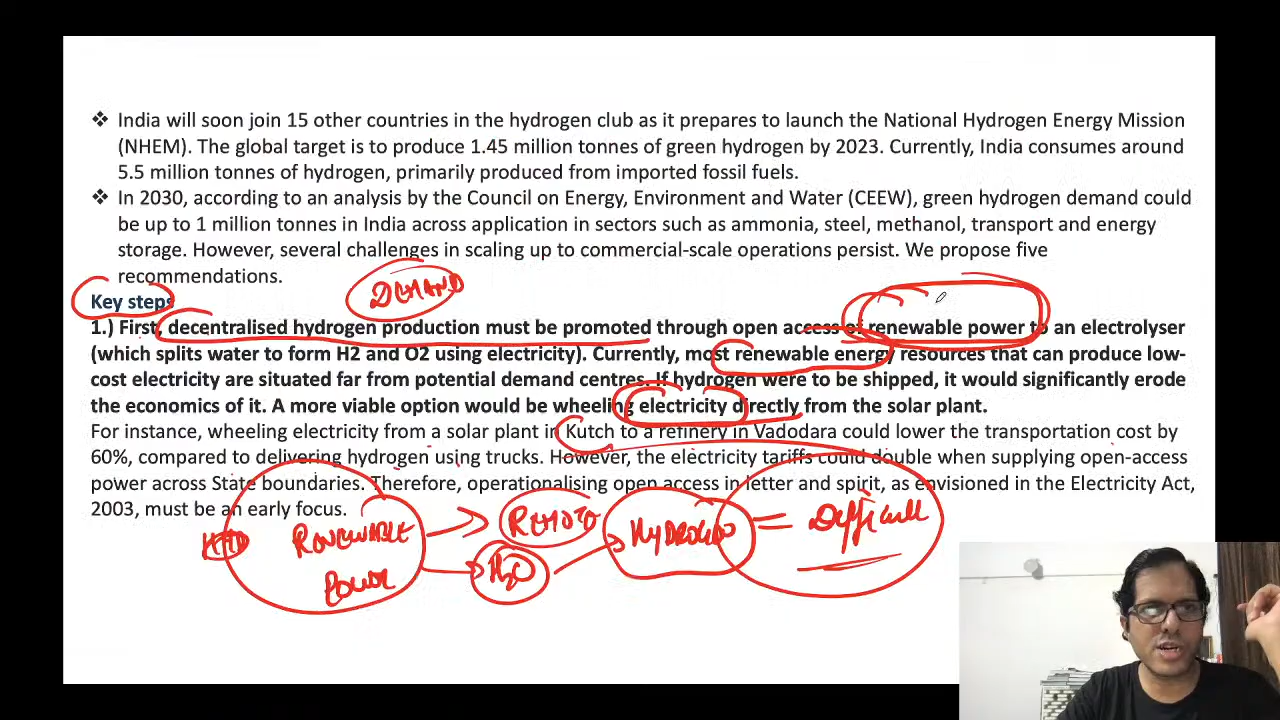 ❖ India will soon join 15 other countries in the hydrogen club as it prepares to launch the National Hydrogen Energy Mission
(NHEM). The global target is to produce 1.45 million tonnes of green hydrogen by 2023. Currently, India consumes around
5.5 million tonnes of hydrogen, primarily produced from imported fossil fuels.
❖ In 2030, according to an analysis by the Council on Energy, Environment and Water (CEEW), green hydrogen demand could
be up to 1 million tonnes in India across application in sectors such as ammonia, steel, methanol, transport and energy
storage. However, several challenges in scaling up to commercial-scale operations persist. We propose five
recommendations.
DEMAND
Key steps
1.) First, decentralised hydrogen production must be promoted through open access of renewable power to an electrolyser
(which splits water to form H2 and O2 using electricity). Currently, most renewable energy resources that can produce low-
cost electricity are situated far from potential demand centres. If hydrogen were to be shipped, it would significantly erode
the economics of it. A more viable option would be wheeling electricity directly from the solar plant.
For instance, wheeling electricity from a solar plant in Kutch to a refinery in Vadodara could lower the transportation cost by
60%, compared to delivering hydrogen using trucks. However, the electricity tariffs could double when supplying open-access
power across State boundaries. Therefore, operationalising open access in letter and spirit, as envisioned in the Electricity Act,
2003, must be an early focus.
RENEWABLE REMOTE HYDROGEN = Difficult
POWER H2O